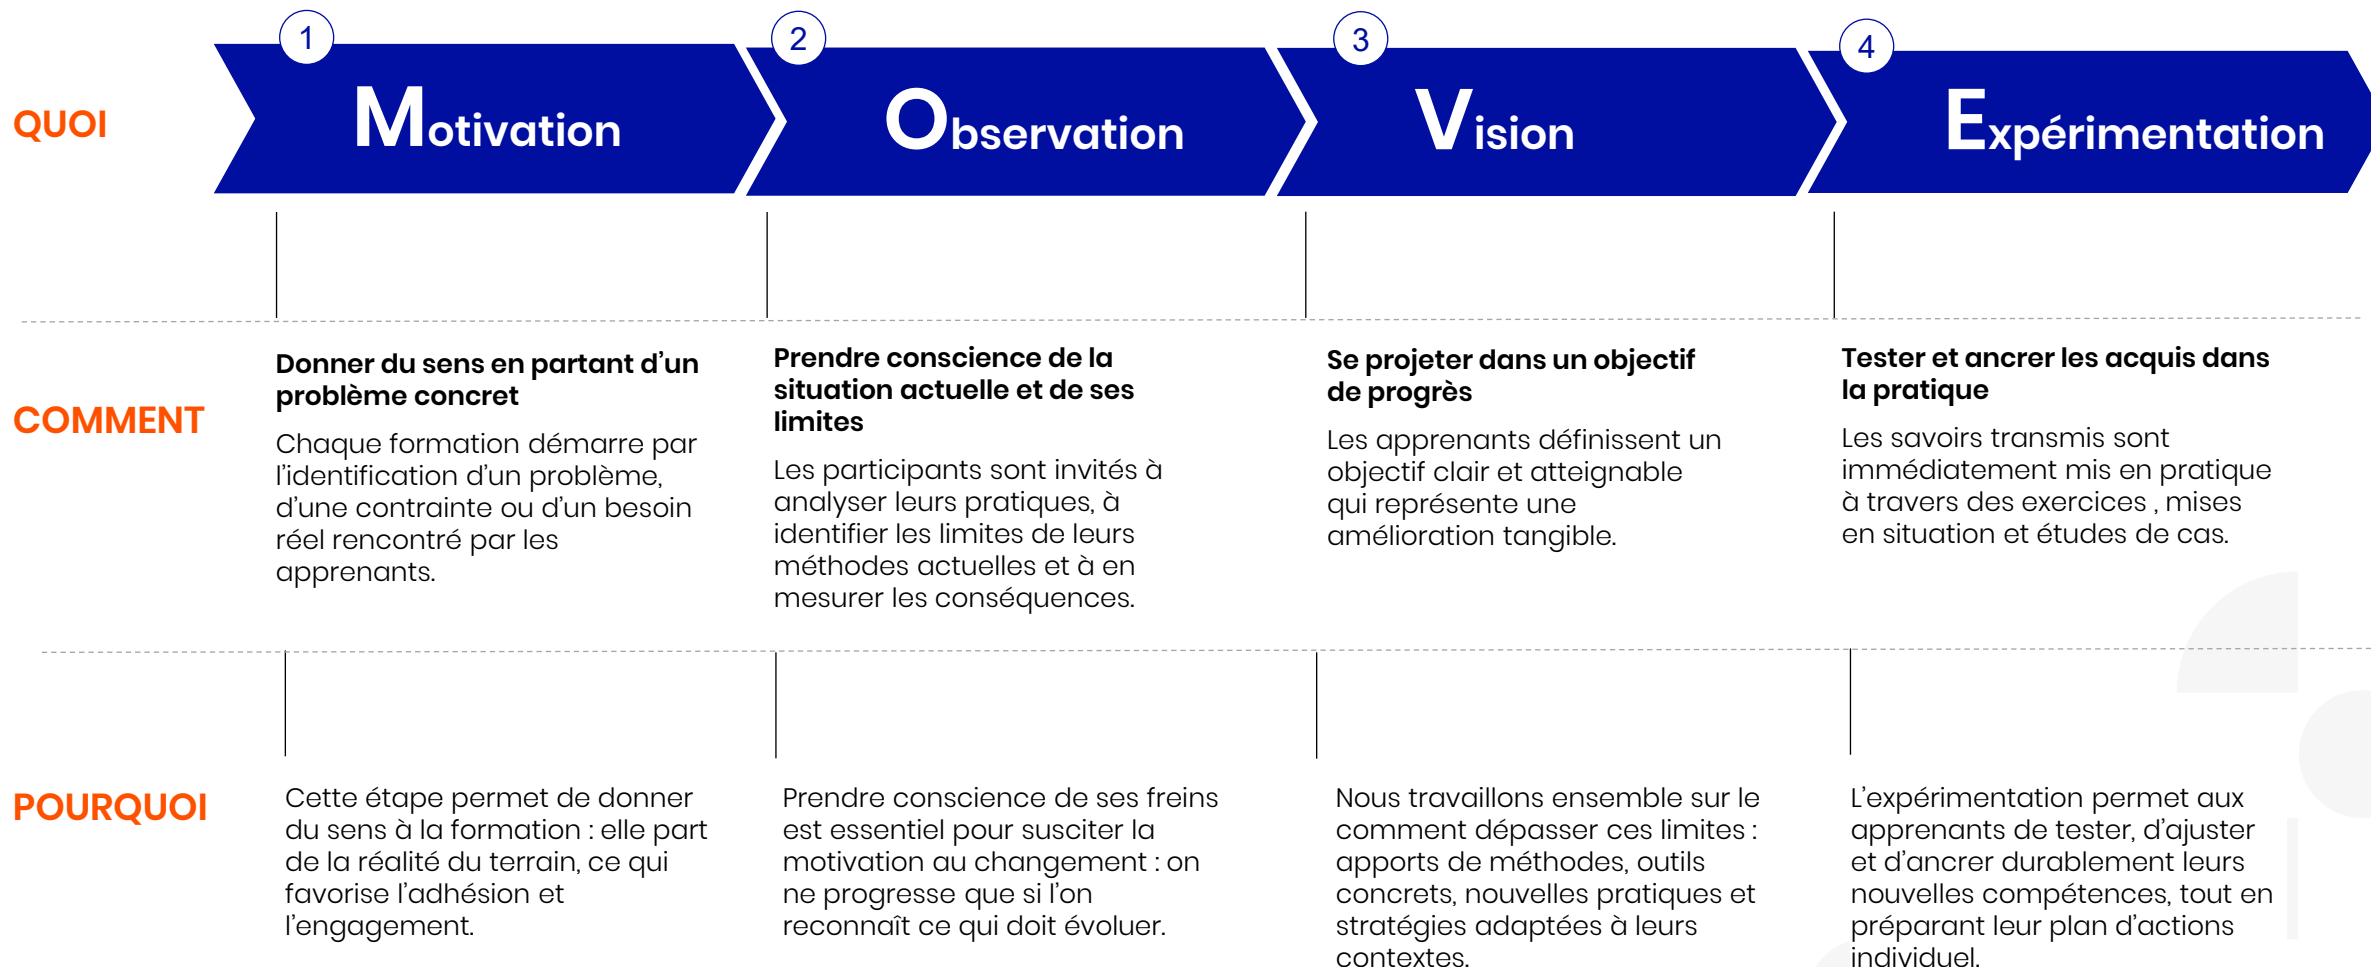 1
2
3
4
QUOI
Motivation
Observation
Vision
Expérimentation
COMMENT
Donner du sens en partant d’un
problème concret
Chaque formation démarre par
l’identification d’un problème,
d’une contrainte ou d’un besoin
réel rencontré par les
apprenants.
Prendre conscience de la
situation actuelle et de ses
limites
Les participants sont invités à
analyser leurs pratiques, à
identifier les limites de leurs
méthodes actuelles et à en
mesurer les conséquences.
Se projeter dans un objectif
de progrès
Les apprenants définissent un
objectif clair et atteignable
qui représente une
amélioration tangible.
Tester et ancrer les acquis dans
la pratique
Les savoirs transmis sont
immédiatement mis en pratique
à travers des exercices , mises
en situation et études de cas.
POURQUOI
Cette étape permet de donner
du sens à la formation : elle part
de la réalité du terrain, ce qui
favorise l’adhésion et
l’engagement.
Prendre conscience de ses freins
est essentiel pour susciter la
motivation au changement : on
ne progresse que si l’on
reconnaît ce qui doit évoluer.
Nous travaillons ensemble sur le
comment dépasser ces limites :
apports de méthodes, outils
concrets, nouvelles pratiques et
stratégies adaptées à leurs
contextes.
L’expérimentation permet aux
apprenants de tester, d’ajuster
et d’ancrer durablement leurs
nouvelles compétences, tout en
préparant leur plan d’actions
individuel.